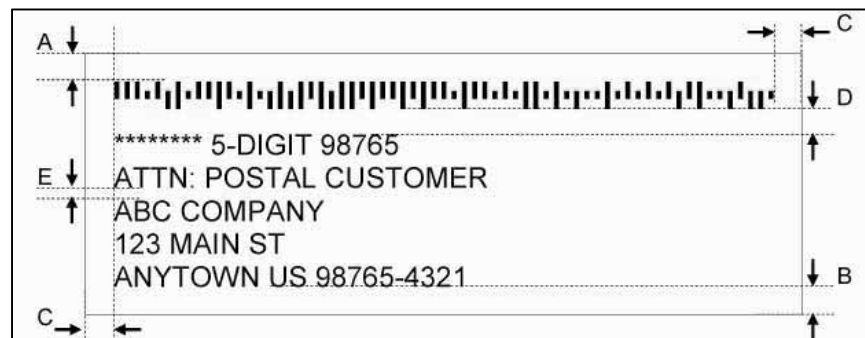 A
C
D
******** 5-DIGIT 98765
E
ATTN: POSTAL CUSTOMER
ABC COMPANY
123 MAIN ST
ANYTOWN US 98765-4321
B
C